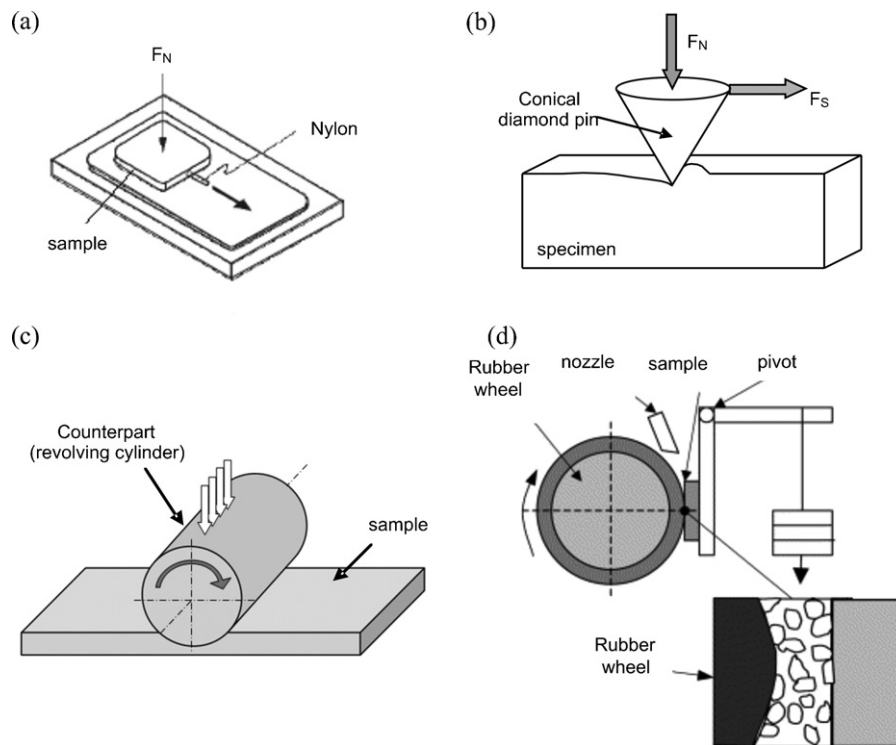 (a)
F_N
Nylon
sample
(b)
F_N
F_S
Conical
diamond pin
specimen
(c)
Counterpart
(revolving cylinder)
sample
(d)
Rubber
wheel
nozzle
sample
pivot
Rubber
wheel